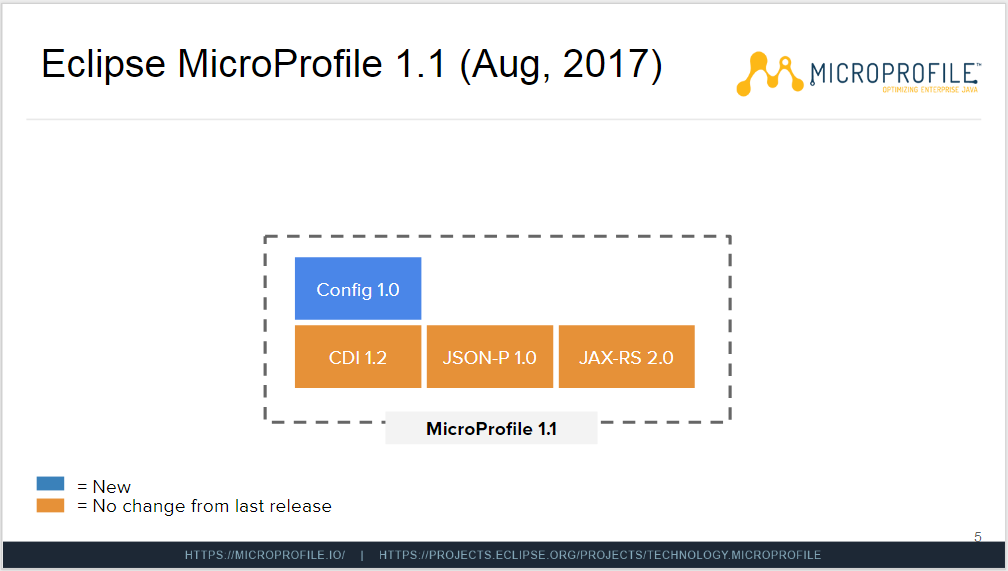 Eclipse MicroProfile 1.1 (Aug, 2017)
MICROPROFILE™
OPTIMIZING ENTERPRISE JAVA
Config 1.0
CDI 1.2
JSON-P 1.0
JAX-RS 2.0
MicroProfile 1.1
= New
= No change from last release
5
HTTPS://MICROPROFILE.IO/ | HTTPS://PROJECTS.ECLIPSE.ORG/PROJECTS/TECHNOLOGY.MICROPROFILE